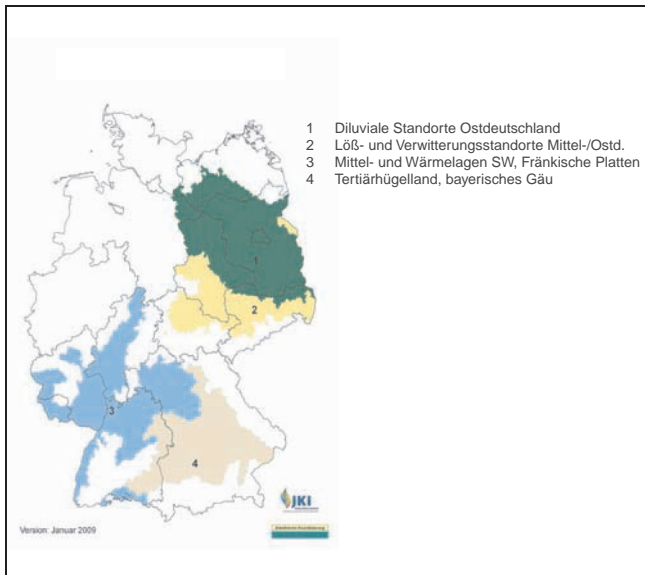 1 Diluviale Standorte Ostdeutschland
2 Löß- und Verwitterungsstandorte Mittel-/Ostd.
3 Mittel- und Wärmelagen SW, Fränkische Platten
4 Tertiärhügelland, bayerisches Gäu
1
2
3
4
JKI
Version: Januar 2009